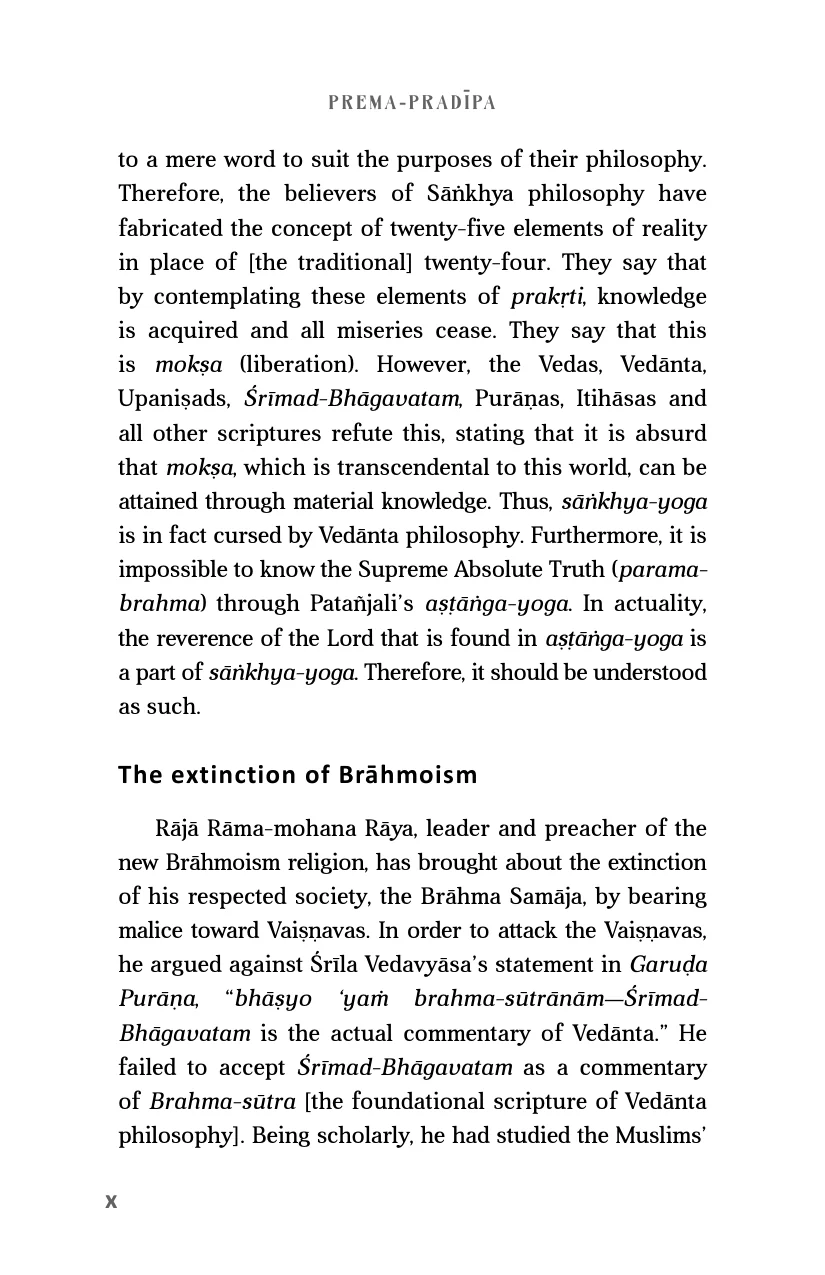 PREMA-PRADĪPA
to a mere word to suit the purposes of their philosophy.
Therefore, the believers of Sāṅkhya philosophy have
fabricated the concept of twenty-five elements of reality
in place of [the traditional] twenty-four. They say that
by contemplating these elements of prakṛti, knowledge
is acquired and all miseries cease. They say that this
is mokṣa (liberation). However, the Vedas, Vedānta,
Upaniṣads, Śrīmad-Bhāgavatam, Purāṇas, Itihāsas and
all other scriptures refute this, stating that it is absurd
that mokṣa, which is transcendental to this world, can be
attained through material knowledge. Thus, sāṅkhya-yoga
is in fact cursed by Vedānta philosophy. Furthermore, it is
impossible to know the Supreme Absolute Truth (parama-
brahma) through Patañjali’s aṣṭāṅga-yoga. In actuality,
the reverence of the Lord that is found in aṣṭāṅga-yoga is
a part of sāṅkhya-yoga. Therefore, it should be understood
as such.
The extinction of Brāhmoism
Rājā Rāma-mohana Rāya, leader and preacher of the
new Brāhmoism religion, has brought about the extinction
of his respected society, the Brāhma Samāja, by bearing
malice toward Vaiṣṇavas. In order to attack the Vaiṣṇavas,
he argued against Śrīla Vedavyāsa’s statement in Garuḍa
Purāṇa, “bhāṣyo ‘yaṁ brahma-sūtrānām—Śrīmad-
Bhāgavatam is the actual commentary of Vedānta.” He
failed to accept Śrīmad-Bhāgavatam as a commentary
of Brahma-sūtra [the foundational scripture of Vedānta
philosophy]. Being scholarly, he had studied the Muslims’
x